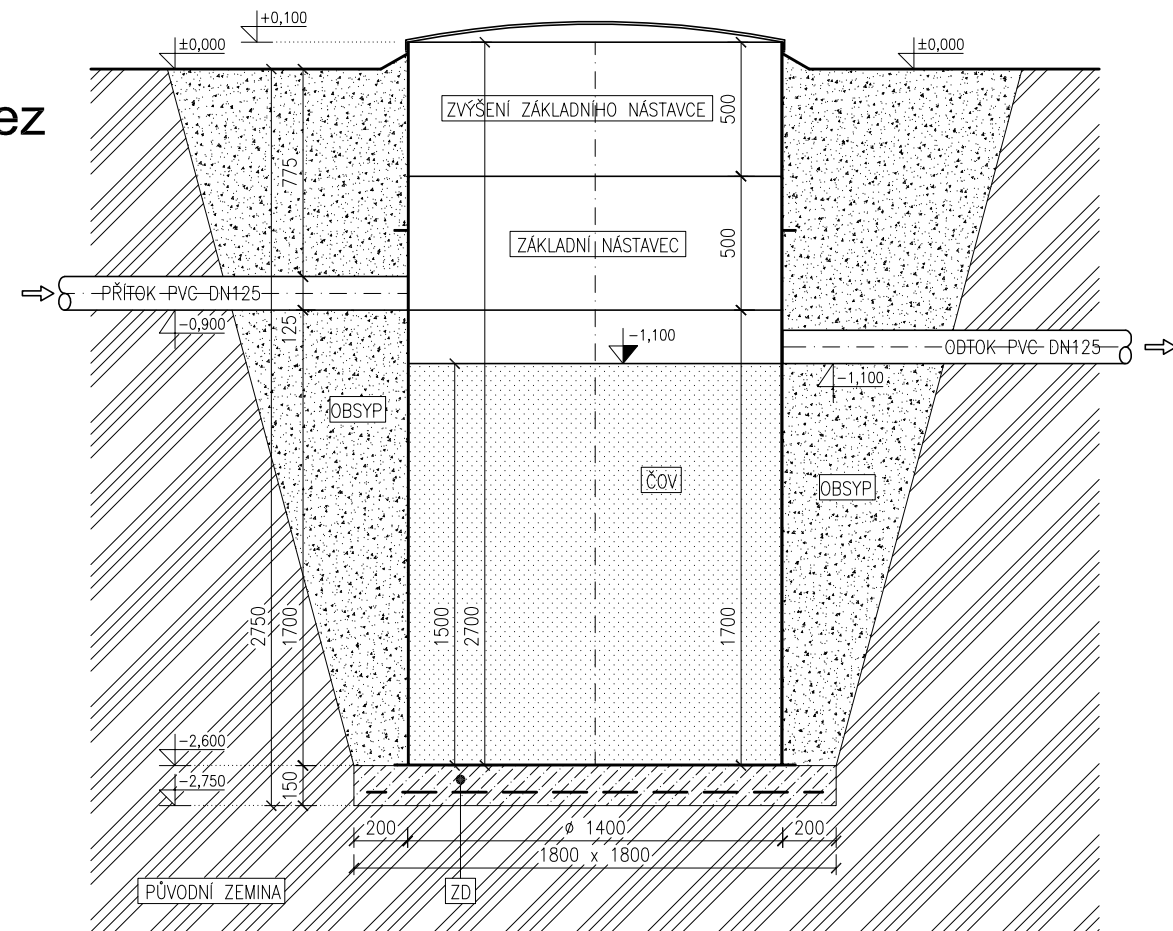 +0,100
±0,000
±0,000
ez
ZVÝŠENÍ ZÁKLADNÍHO NÁSTAVCE
500
775
ZÁKLADNÍ NÁSTAVEC
500
PŘÍTOK PVC DN125
-0,900
125
-1,100
ODTOK PVC DN125
-1,100
OBSYP
ČOV
OBSYP
2750
1700
1500
2700
1700
-2,600
-2,750
150
200
ø 1400
200
1800 x 1800
PŮVODNÍ ZEMINA
ZD